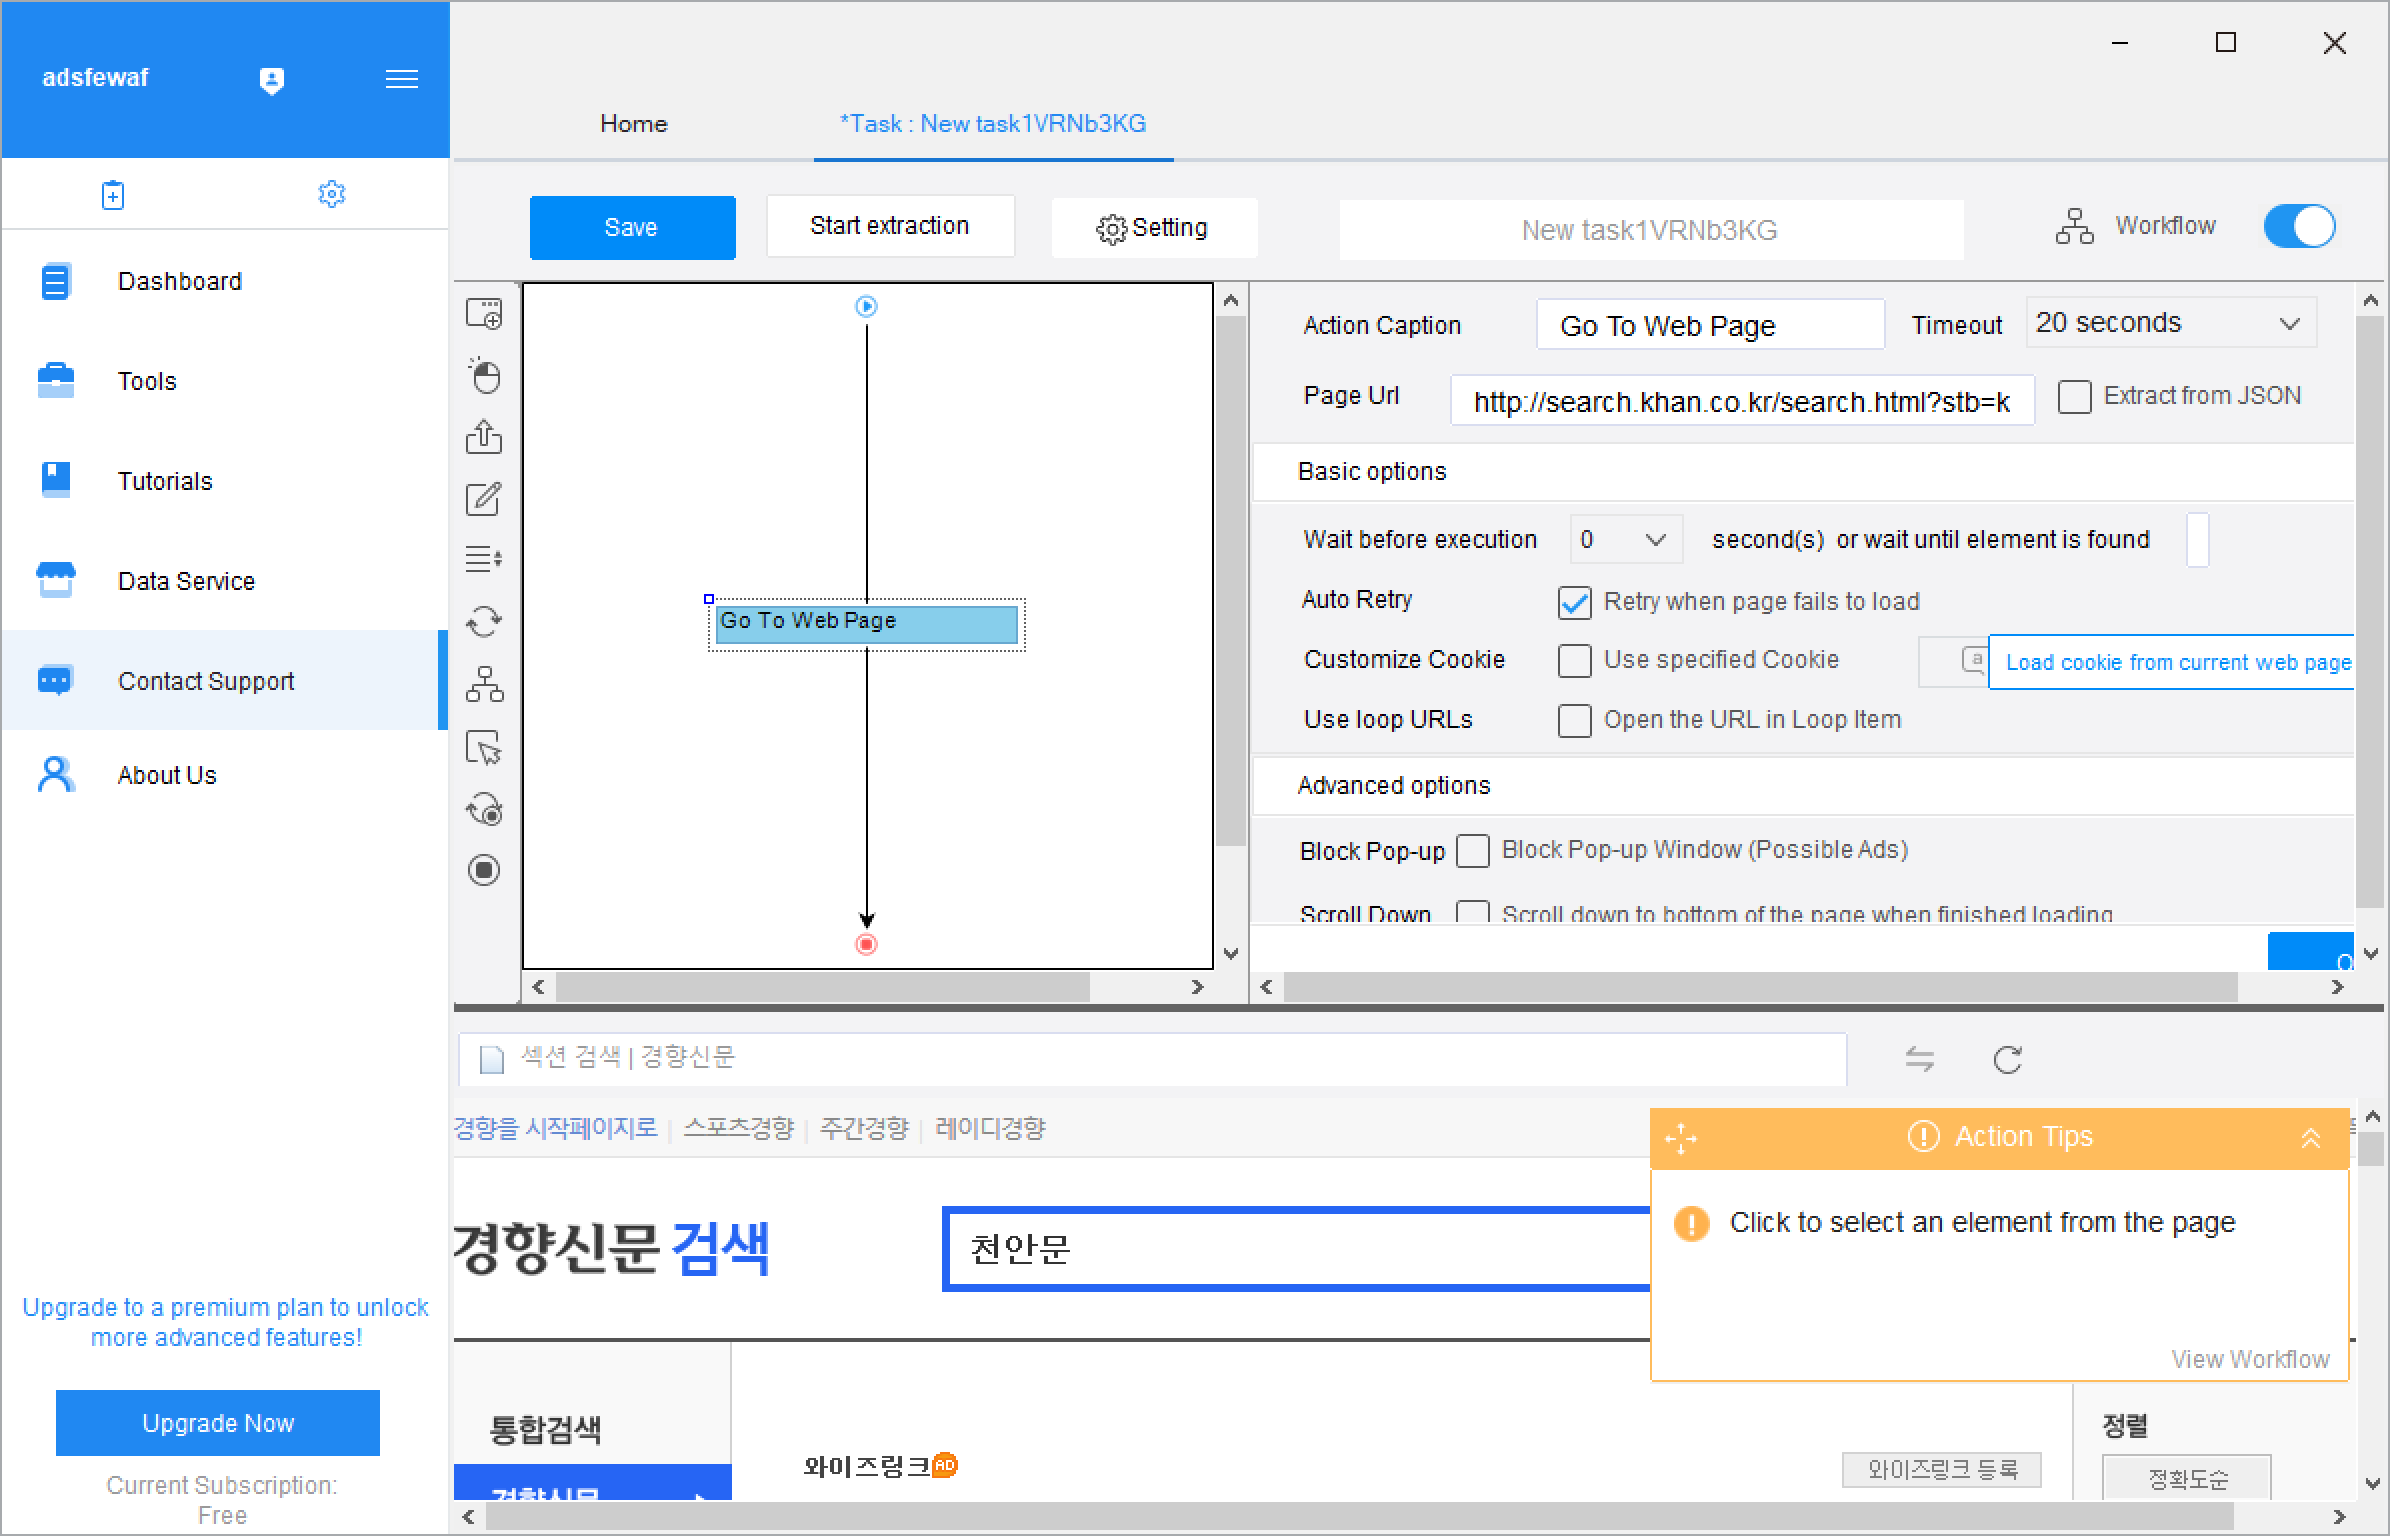 adsfewaf
Home
*Task : New task1VRNb3KG
Save
Start extraction
Setting
New task1VRNb3KG
Workflow
Dashboard
Tools
Tutorials
Data Service
Contact Support
About Us
Upgrade to a premium plan to unlock
more advanced features!
Upgrade Now
Current Subscription:
Free
Go To Web Page
Action Caption
Go To Web Page
Timeout
20 seconds
Page Url
http://search.khan.co.kr/search.html?stb=k
Extract from JSON
Basic options
Wait before execution
0
second(s) or wait until element is found
Auto Retry
Retry when page fails to load
Customize Cookie
Use specified Cookie
a
Load cookie from current web page
Use loop URLs
Open the URL in Loop Item
Advanced options
Block Pop-up
Block Pop-up Window (Possible Ads)
Scroll Down
Scroll down to bottom of the page when finished loading
섹션 검색 | 경향신문
경향을 시작페이지로 | 스포츠경향 | 주간경향 | 레이디경향
Action Tips
Click to select an element from the page
View Workflow
경향신문 검색
천안문
통합검색
경향신문
와이즈링크 AD
와이즈링크 등록
정렬
정확도순